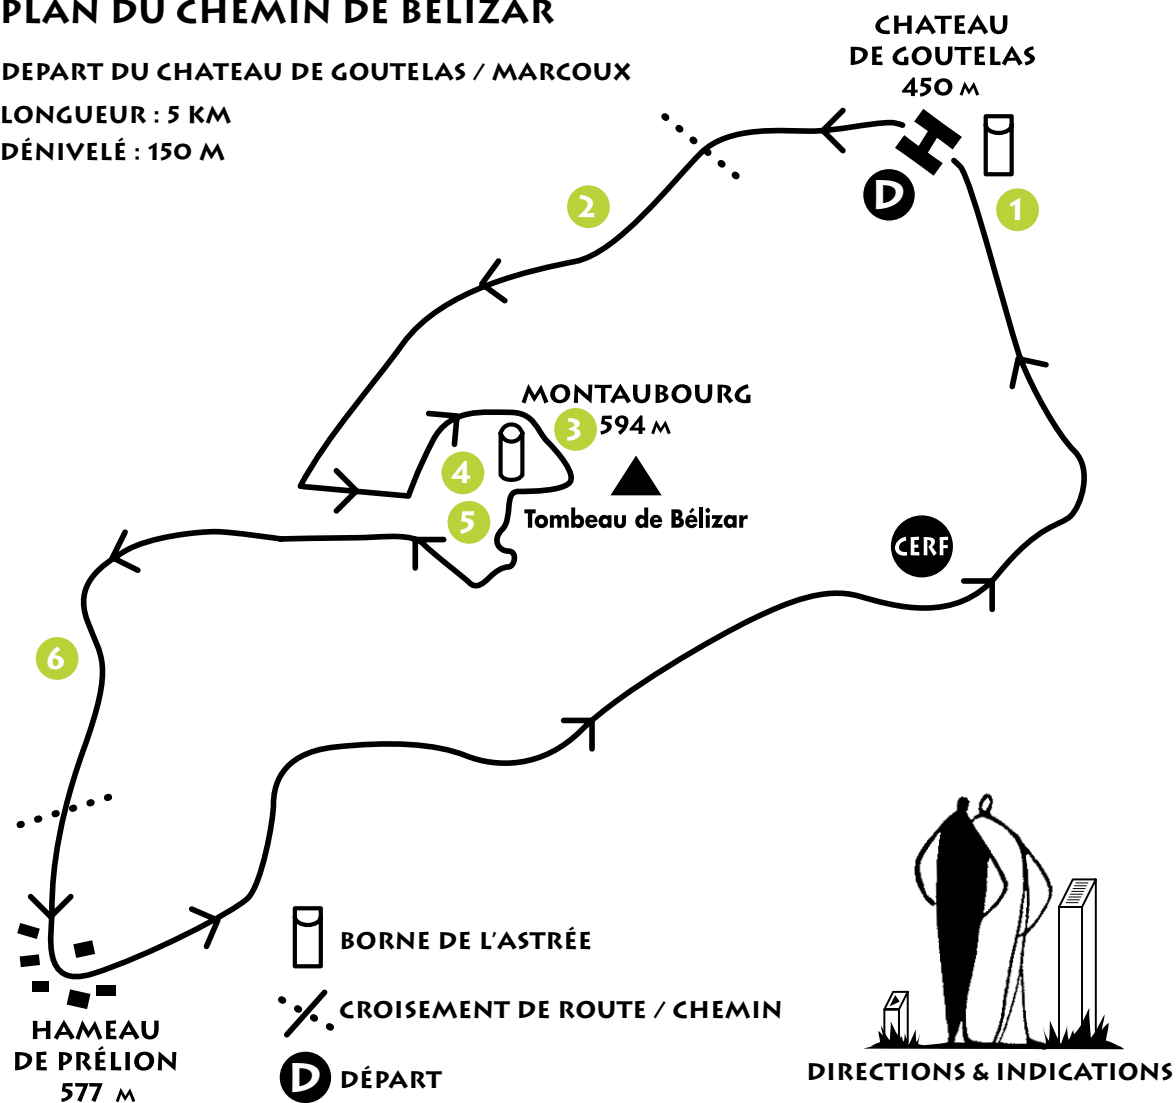 PLAN DU CHEMIN DE BELIZAR
DEPART DU CHATEAU DE GOUTELAS / MARCOUX
LONGUEUR : 5 KM
DÉNIVELÉ : 150 M
CHATEAU
DE GOUTELAS
450 M
D
1
2
MONTAUBOURG
3
594 M
4
5
Tombeau de Bélizar
CERF
6
HAMEAU
DE PRÉLION
577 M
BORNE DE L'ASTRÉE
CROISEMENT DE ROUTE / CHEMIN
D
DÉPART
DIRECTIONS & INDICATIONS